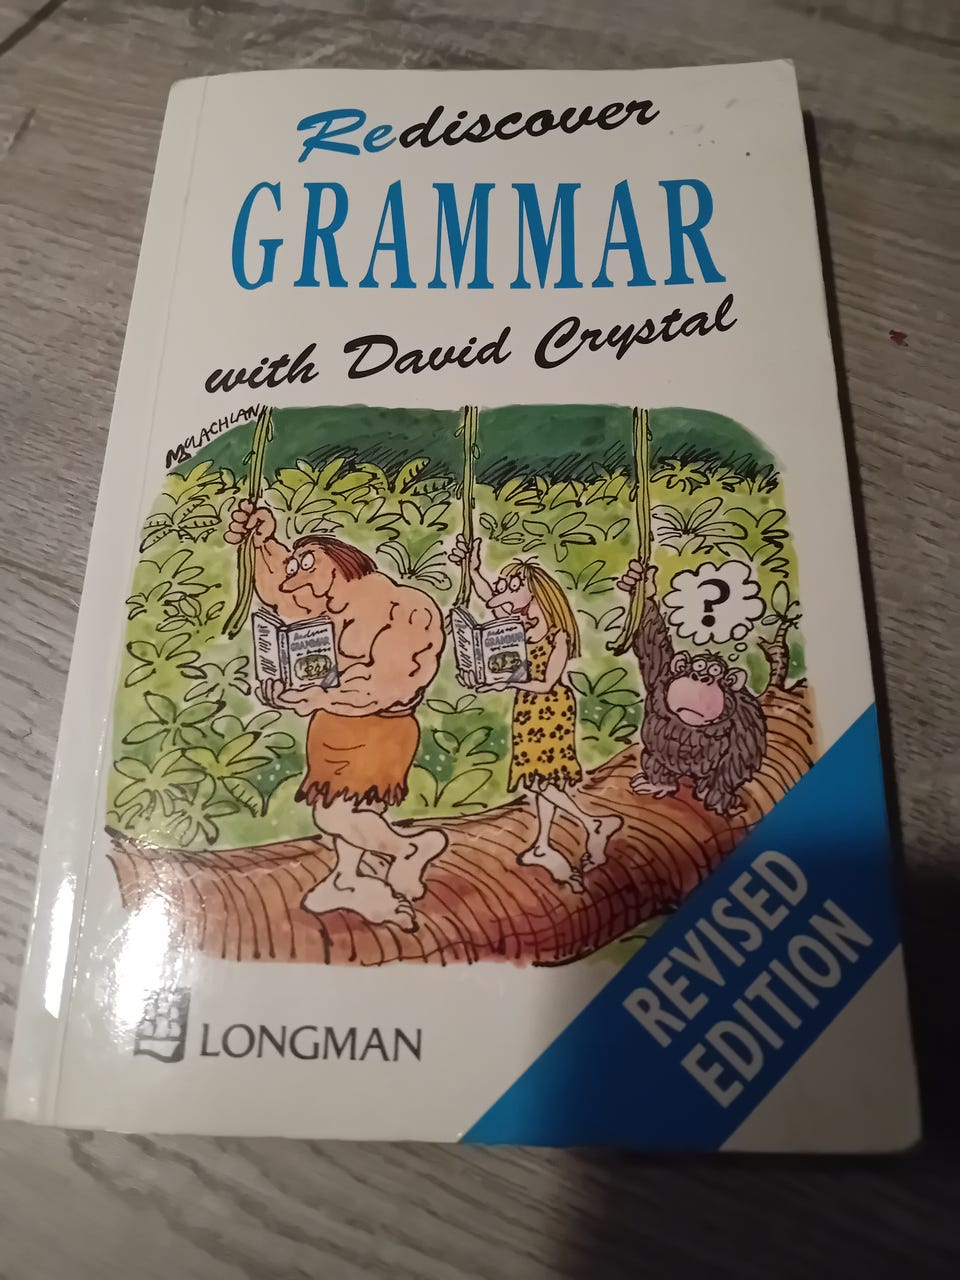 Rediscover
GRAMMAR
with David Crystal
McLACHLAN
?
LONGMAN
REVISED
EDITION